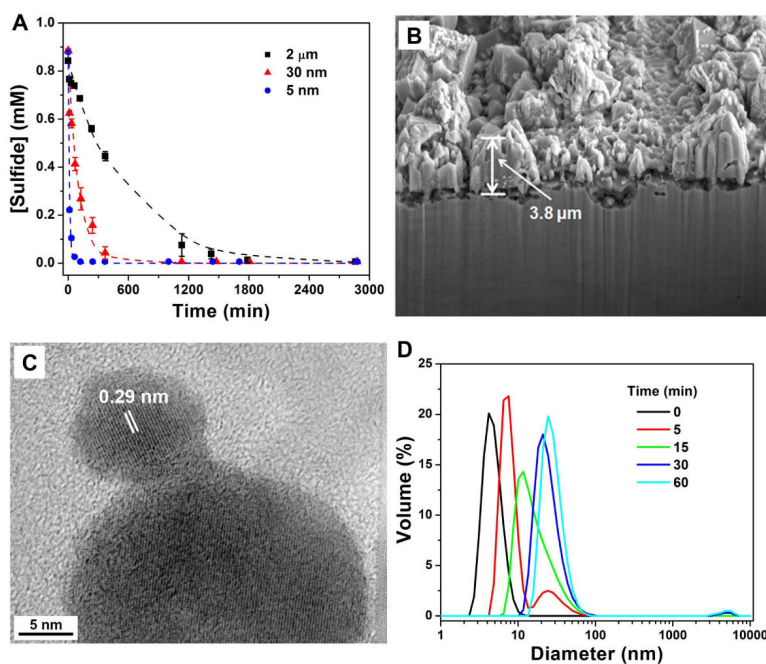 A
1.0
0.8
0.6
0.4
0.2
0.0
[Sulfide] (mM)
2 μm
30 nm
5 nm
0 600 1200 1800 2400 3000
Time (min)
B
3.8 μm
C
0.29 nm
5 nm
D
25
20
15
10
5
0
Volume (%)
Time (min)
0
5
15
30
60
1 10 100 1000 10000
Diameter (nm)